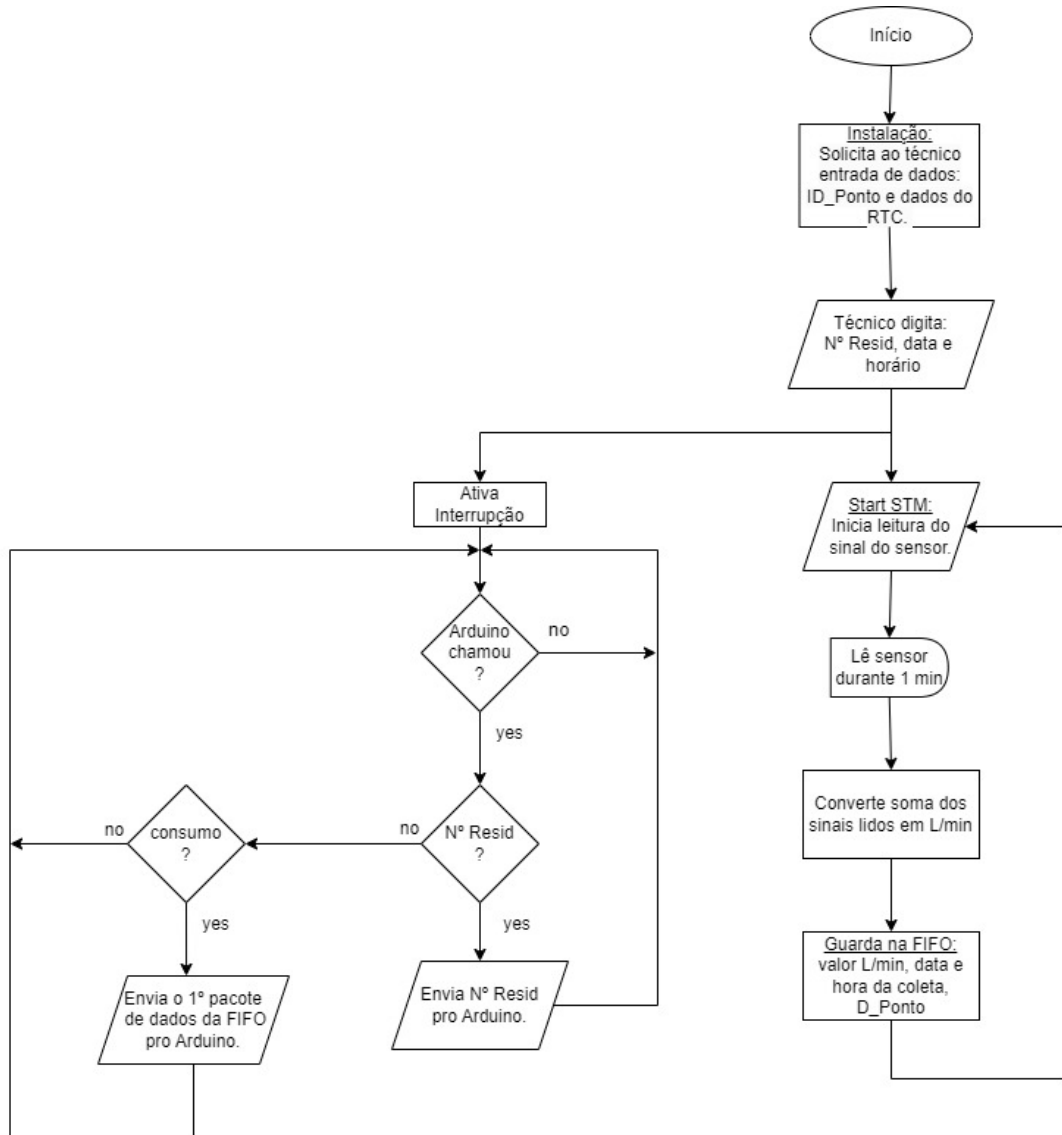 Início
Instalação:
Solicita ao técnico
entrada de dados:
ID_Ponto e dados do
RTC.
Técnico digita:
Nº Resid, data e
horário
Ativa
Interrupção
Start STM:
Inicia leitura do
sinal do sensor.
Arduino
chamou
?
no
yes
Lê sensor
durante 1 min
Nº Resid
?
no
yes
consumo
?
no
yes
Converte soma dos
sinais lidos em L/min
Envia o 1º pacote
de dados da FIFO
pro Arduino.
Envia Nº Resid
pro Arduino.
Guarda na FIFO:
valor L/min, data e
hora da coleta,
D_Ponto